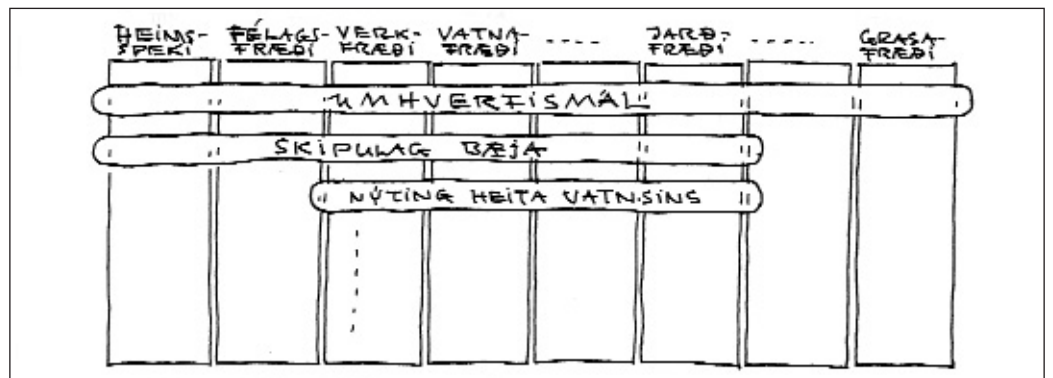 HEIMS-
SPEKI
FÉLAGS-
FRÆÐI
VERK-
FRÆÐI
VATNA-
FRÆÐI
-----
JARÐ-
FRÆÐI
-----
GRASA-
FRÆÐI
UMHVERFISMÁL
SKIPULAG BÆJA
NÝTING HEITA VATNSINS